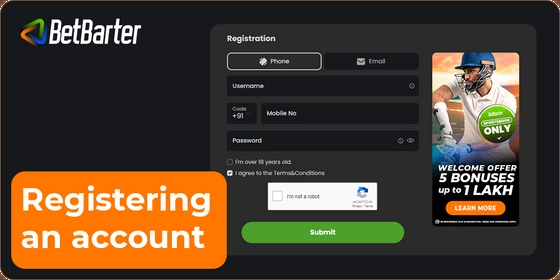 BetBarter
Registration
Phone
Email
Username
Code
+91
Mobile No
Password
I'm over 18 years old.
I agree to the Terms&Conditions
I'm not a robot
reCAPTCHA
Privacy - Terms
Submit
BetBarter
SPORTSBOOK
ONLY
WELCOME OFFER
5 BONUSES
up to 1 LAKH
LEARN MORE
Registering
an account